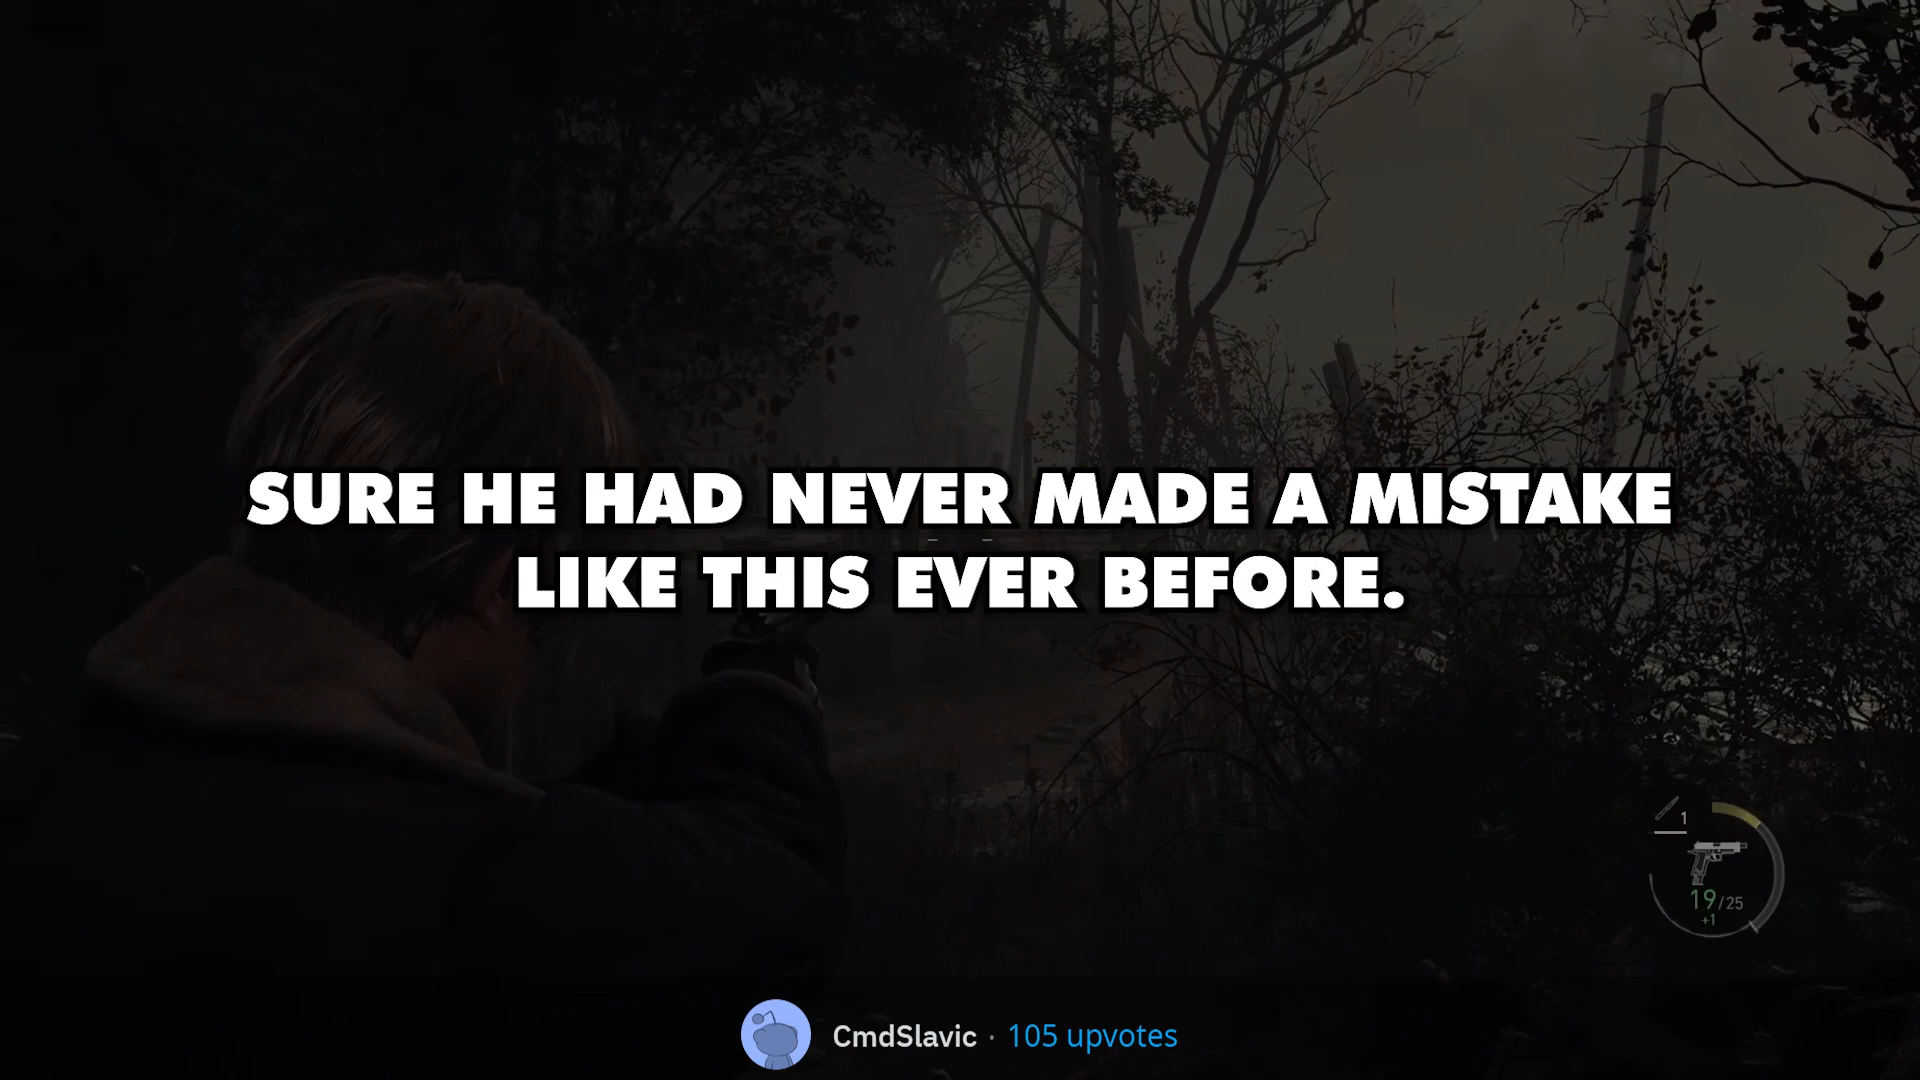 SURE HE HAD NEVER MADE A MISTAKE
LIKE THIS EVER BEFORE.
1
19/25
+1
CmdSlavic · 105 upvotes